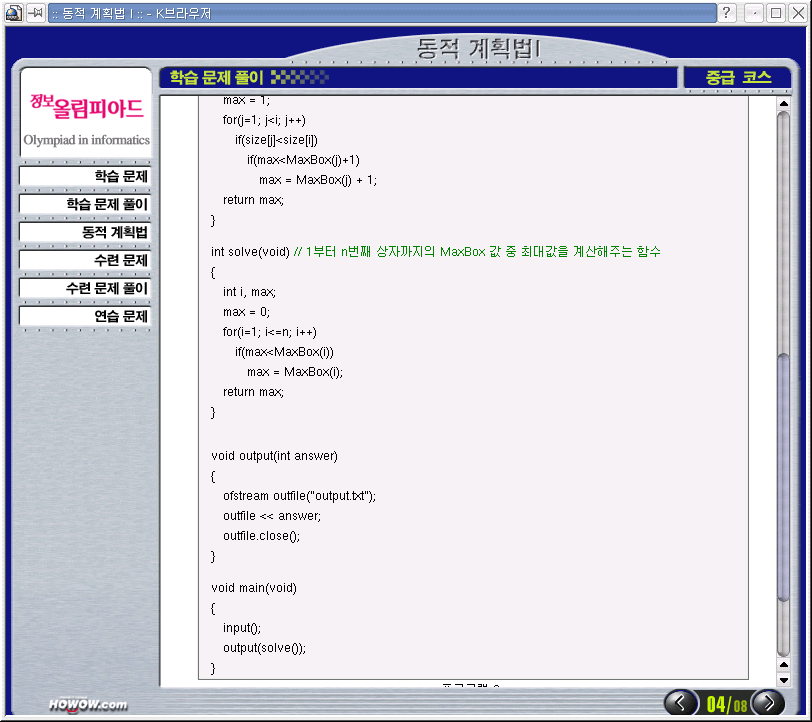 :: 동적 계획법 I :: - K브라우저
동적 계획법I
학습 문제 풀이
중급 코스
정보올림피아드
Olympiad in informatics
학습 문제
학습 문제 풀이
동적 계획법
수련 문제
수련 문제 풀이
연습 문제
max = 1;
for(j=1; j<i; j++)
if(size[j]<size[i])
if(max<MaxBox(j)+1)
max = MaxBox(j) + 1;
return max;
}
int solve(void) // 1부터 n번째 상자까지의 MaxBox 값 중 최대값을 계산해주는 함수
{
int i, max;
max = 0;
for(i=1; i<=n; i++)
if(max<MaxBox(i))
max = MaxBox(i);
return max;
}
void output(int answer)
{
ofstream outfile("output.txt");
outfile << answer;
outfile.close();
}
void main(void)
{
input();
output(solve());
}
HOWOW.com
04/08